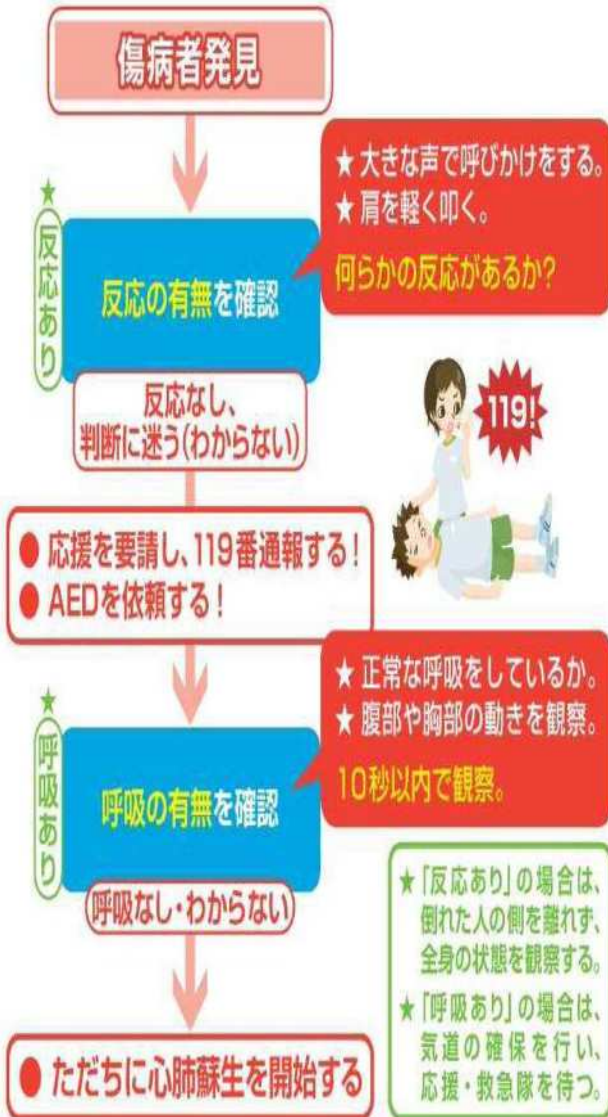 傷病者発見
★大きな声で呼びかけをする。
★肩を軽く叩く。
何らかの反応があるか?
★反応あり
反応の有無を確認
反応なし、
判断に迷う(わからない)
119!
●応援を要請し、119番通報する!
●AEDを依頼する!
★正常な呼吸をしているか。
★腹部や胸部の動きを観察。
10秒以内で観察。
★呼吸あり
呼吸の有無を確認
呼吸なし・わからない
★「反応あり」の場合は、
倒れた人の側を離れず、
全身の状態を観察する。
★「呼吸あり」の場合は、
気道の確保を行い、
応援・救急隊を待つ。
●ただちに心肺蘇生を開始する